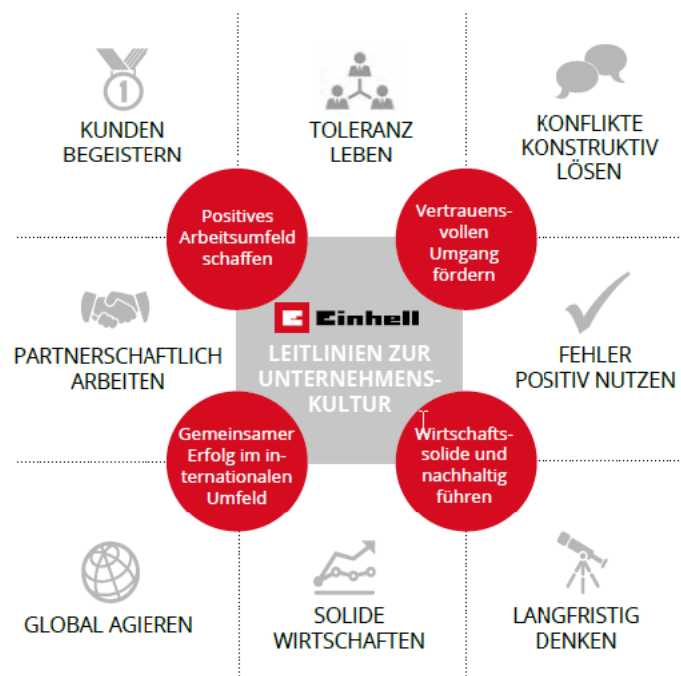 1
KUNDEN
BEGEISTERN
TOLERANZ
LEBEN
KONFLIKTE
KONSTRUKTIV
LÖSEN
Positives
Arbeitsumfeld
schaffen
Vertrauens-
vollen
Umgang
fördern
PARTNERSCHAFTLICH
ARBEITEN
Einhell
LEITLINIEN ZUR
UNTERNEHMENS-
KULTUR
FEHLER
POSITIV NUTZEN
Gemeinsamer
Erfolg im in-
ternationalen
Umfeld
Wirtschafts-
solide und
nachhaltig
führen
GLOBAL AGIEREN
SOLIDE
WIRTSCHAFTEN
LANGFRISTIG
DENKEN